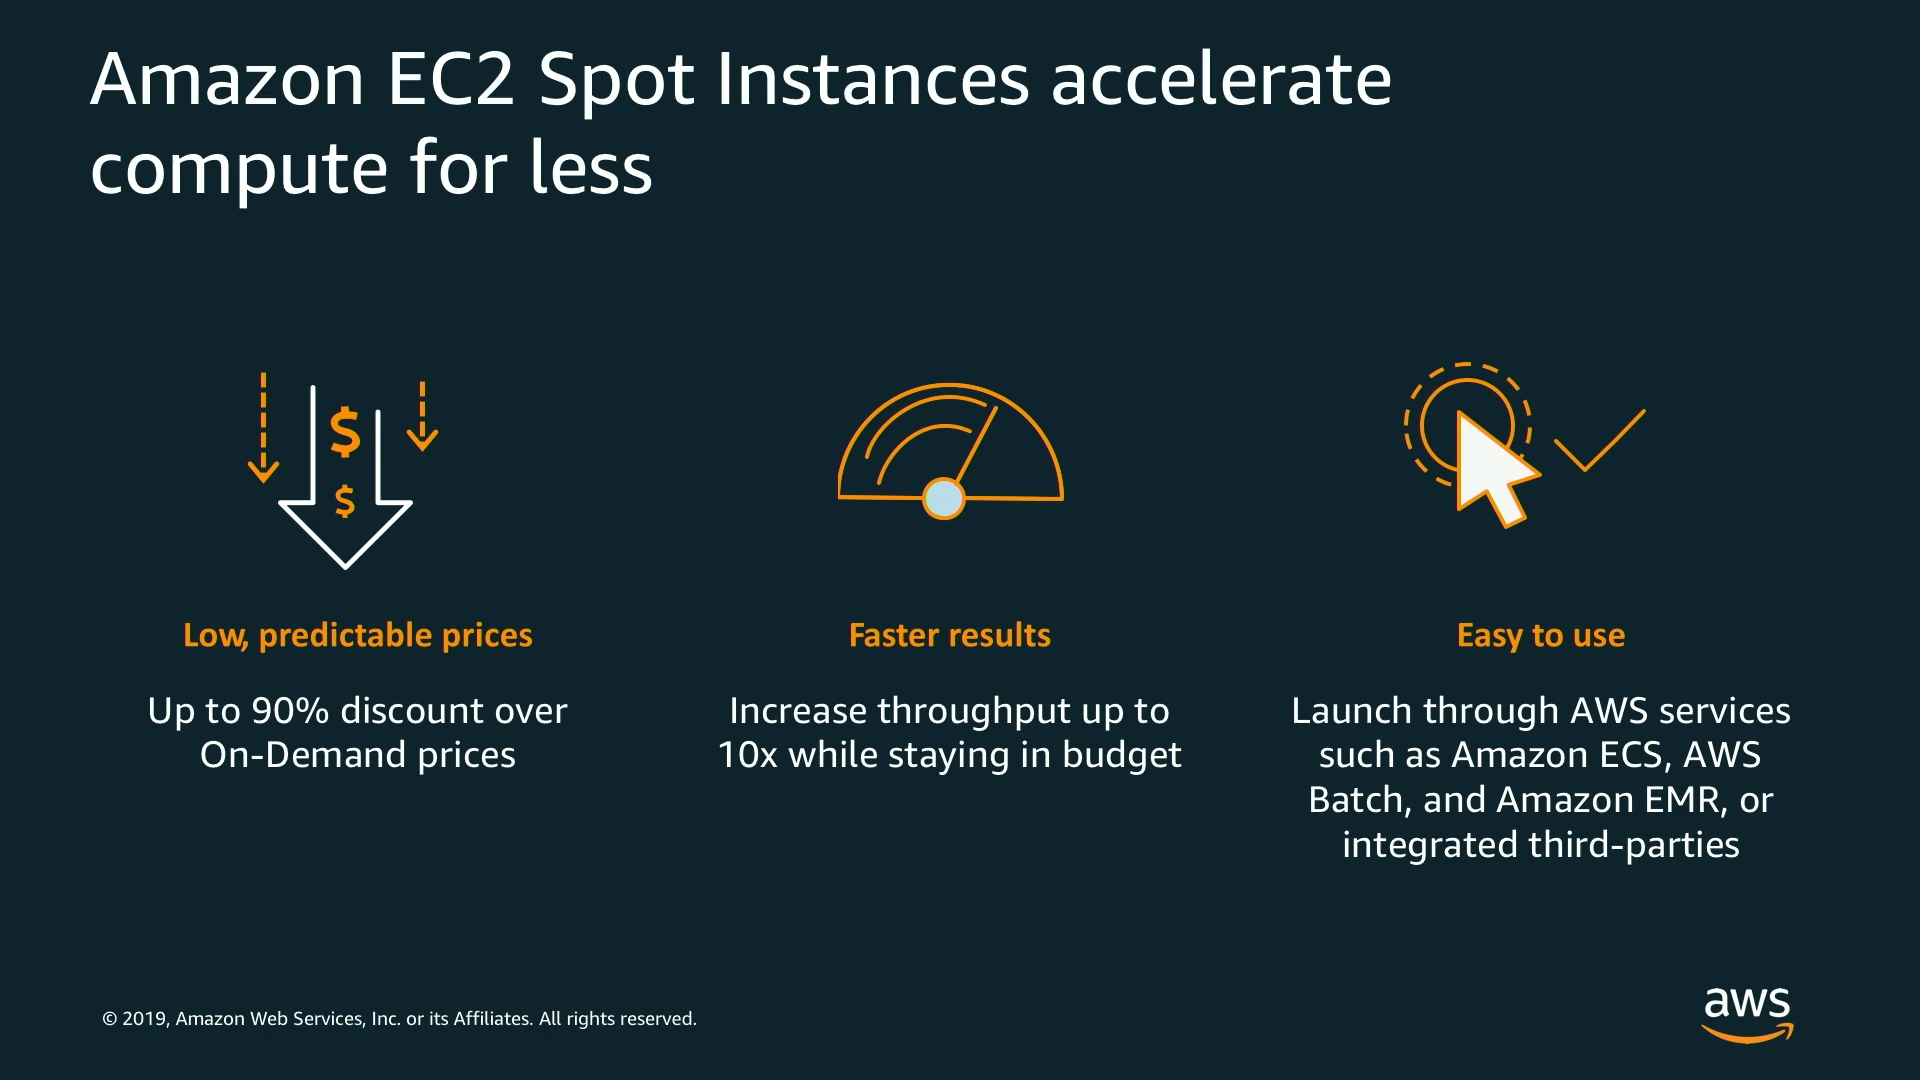 Amazon EC2 Spot Instances accelerate
compute for less
$
$
Low, predictable prices
Up to 90% discount over
On-Demand prices
Faster results
Increase throughput up to
10x while staying in budget
Easy to use
Launch through AWS services
such as Amazon ECS, AWS
Batch, and Amazon EMR, or
integrated third-parties
© 2019, Amazon Web Services, Inc. or its Affiliates. All rights reserved.
aws